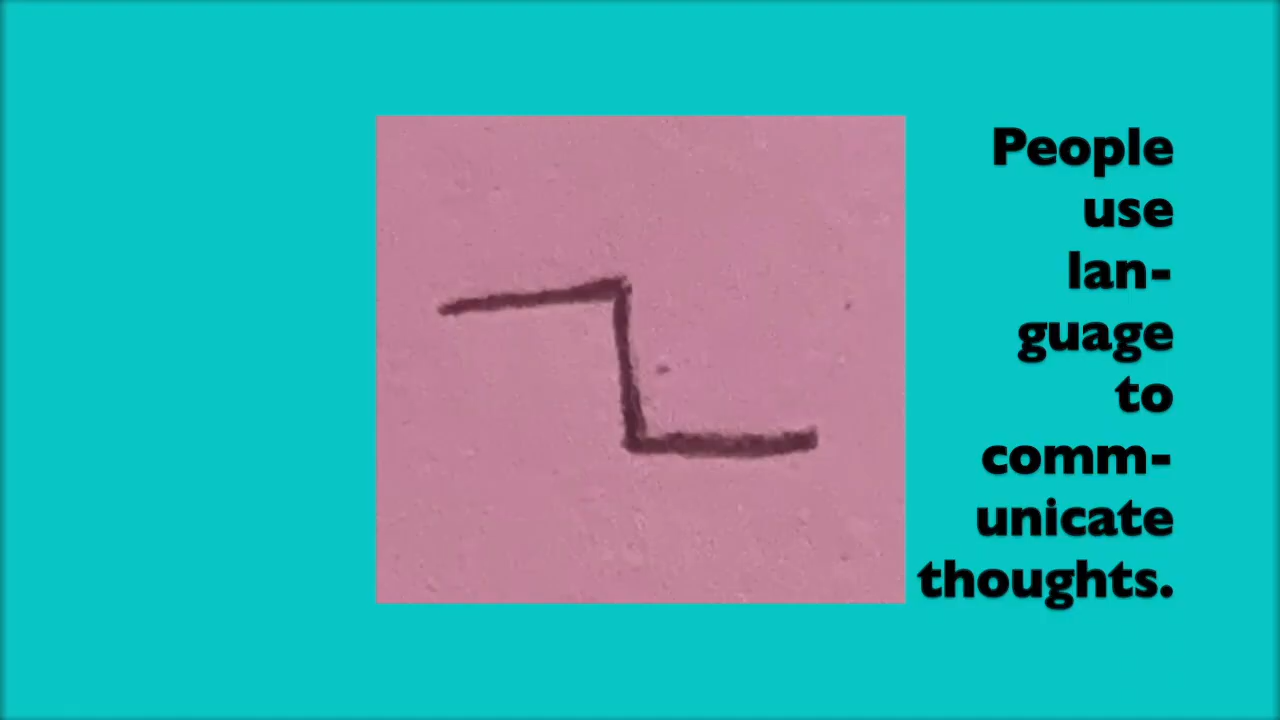 People
use
lan-
guage
to
comm-
unicate
thoughts.